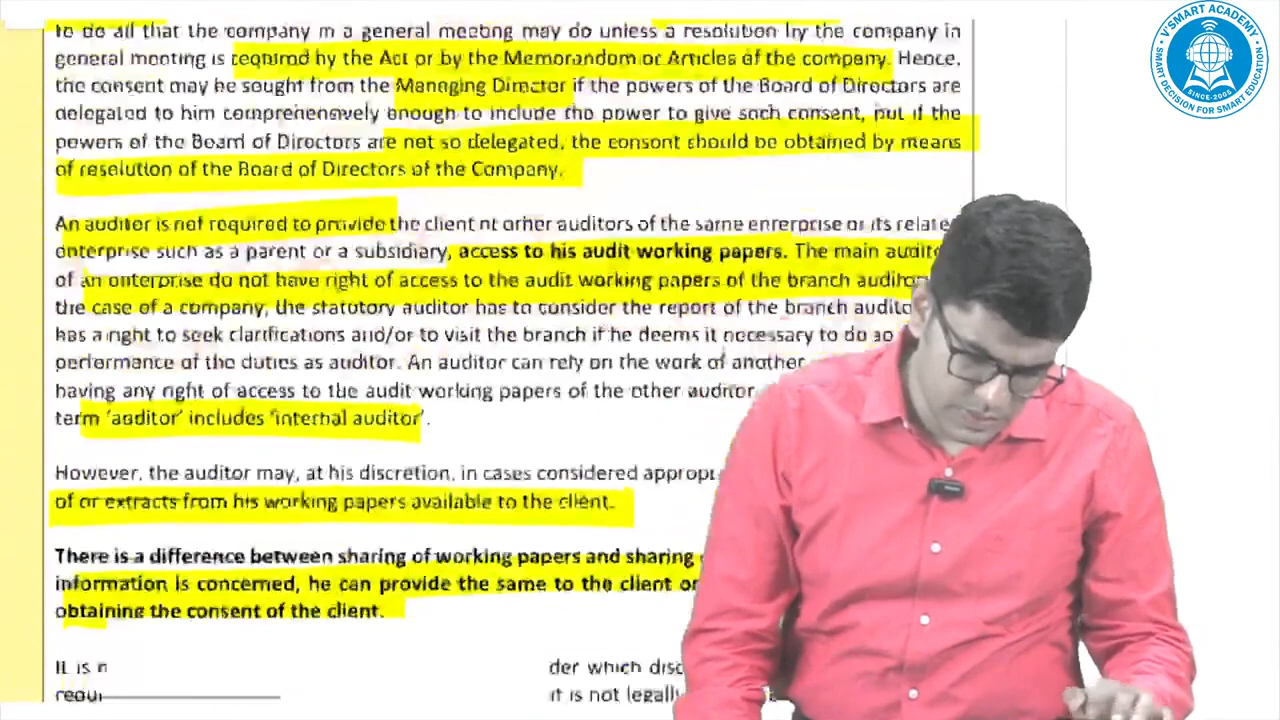 to do all that the company in a general meeting may do unless a resolution by the company in
general meeting is required by the Act or by the Memorandum or Articles of the company. Hence,
the consent may be sought from the Managing Director if the powers of the Board of Directors are
delegated to him comprehensively enough to include the power to give such consent, but if the
powers of the Board of Directors are not so delegated, the consent should be obtained by means
of resolution of the Board of Directors of the Company.
An auditor is not required to provide the client or other auditors of the same enterprise or its relate
enterprise such as a parent or a subsidiary, access to his audit working papers. The main audito
of an enterprise do not have right of access to the audit working papers of the branch auditor
the case of a company, the statutory auditor has to consider the report of the branch audito
has a right to seek clarifications and/or to visit the branch if he deems it necessary to do so
performance of the duties as auditor. An auditor can rely on the work of another
having any right of access to the audit working papers of the other auditor
term 'auditor' includes 'internal auditor'.
However, the auditor may, at his discretion, in cases considered appropr
of or extracts from his working papers available to the client.
There is a difference between sharing of working papers and sharing
information is concerned, he can provide the same to the client or
obtaining the consent of the client.
It is n der which disc
requi it is not legally
VSMART ACADEMY
SMART DECISION FOR SMART EDUCATION
SINCE-2005